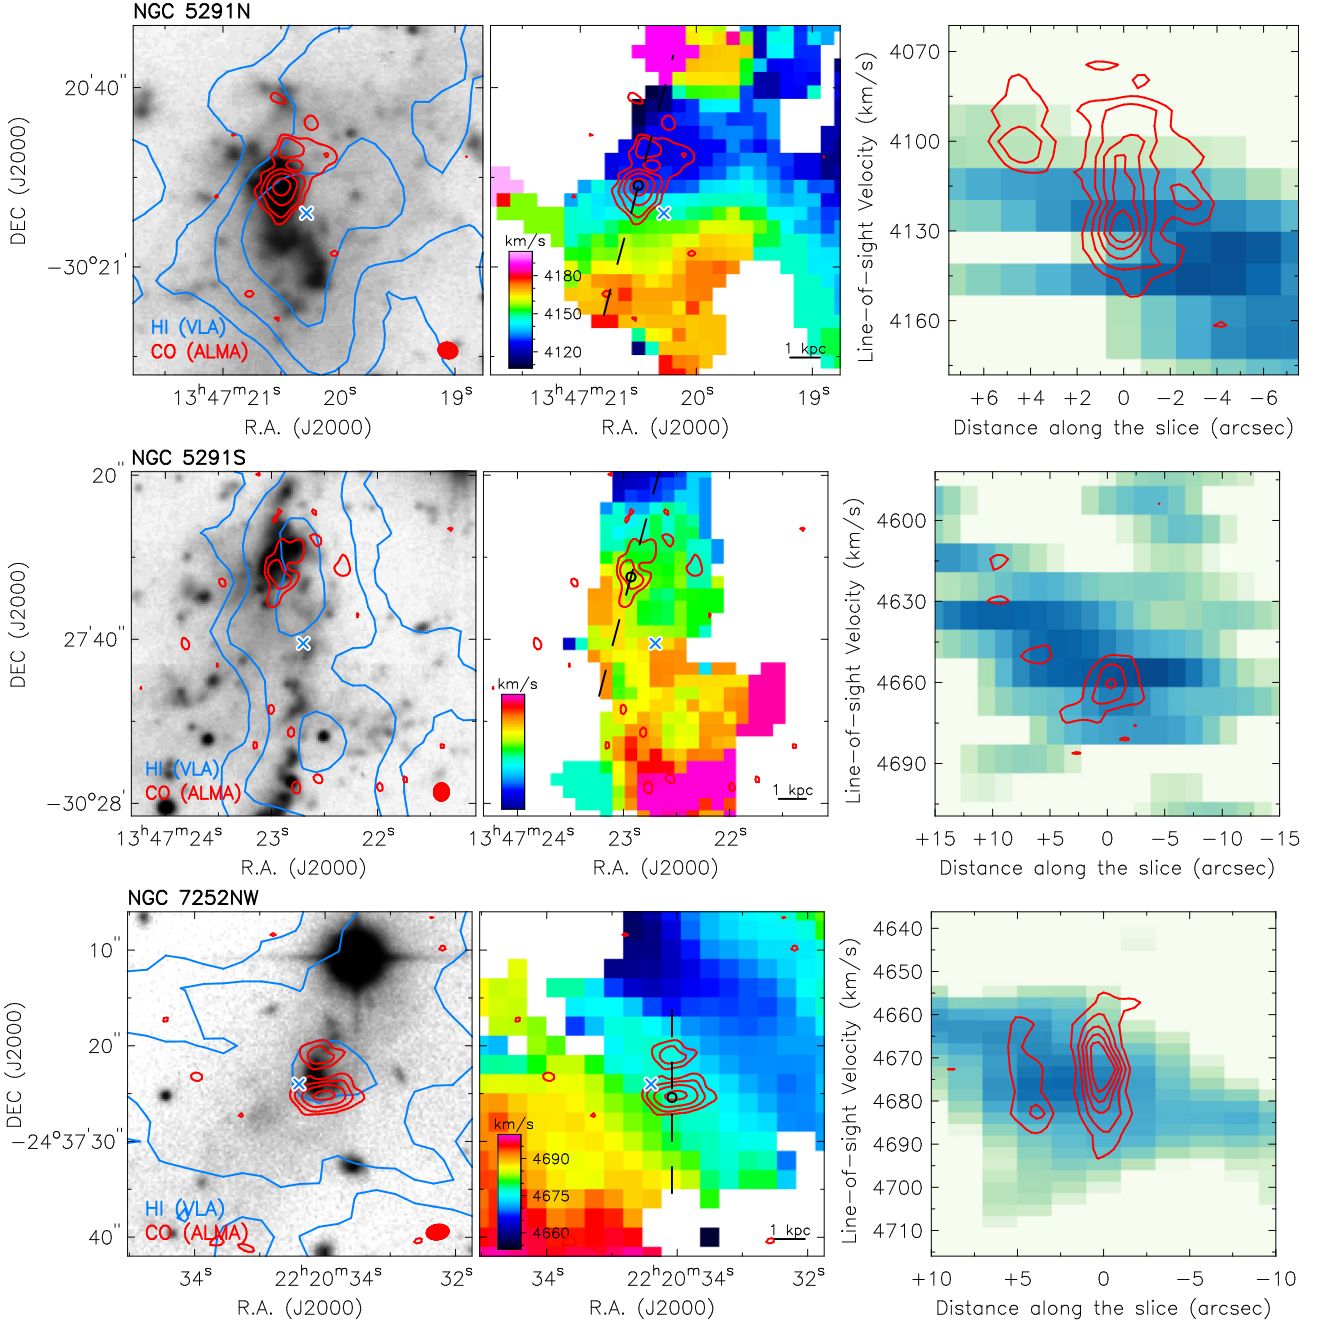 NGC 5291N
DEC (J2000)
20'40"
−30°21'
HI (VLA)
CO (ALMA)
13h47m21s 20s 19s
R.A. (J2000)
km/s
4180
4150
4120
1 kpc
13h47m21s 20s 19s
R.A. (J2000)
Line−of−sight Velocity (km/s)
4070
4100
4130
4160
+6 +4 +2 0 −2 −4 −6
Distance along the slice (arcsec)
NGC 5291S
DEC (J2000)
20"
27'40"
−30°28'
HI (VLA)
CO (ALMA)
13h47m24s 23s 22s
R.A. (J2000)
km/s
1 kpc
13h47m24s 23s 22s
R.A. (J2000)
Line−of−sight Velocity (km/s)
4600
4630
4660
4690
+15 +10 +5 0 −5 −10 −15
Distance along the slice (arcsec)
NGC 7252NW
DEC (J2000)
10"
20"
−24°37'30"
40"
HI (VLA)
CO (ALMA)
34s 22h20m34s 32s
R.A. (J2000)
km/s
4690
4675
4660
1 kpc
34s 22h20m34s 32s
R.A. (J2000)
Line−of−sight Velocity (km/s)
4640
4650
4660
4670
4680
4690
4700
4710
+10 +5 0 −5 −10
Distance along the slice (arcsec)